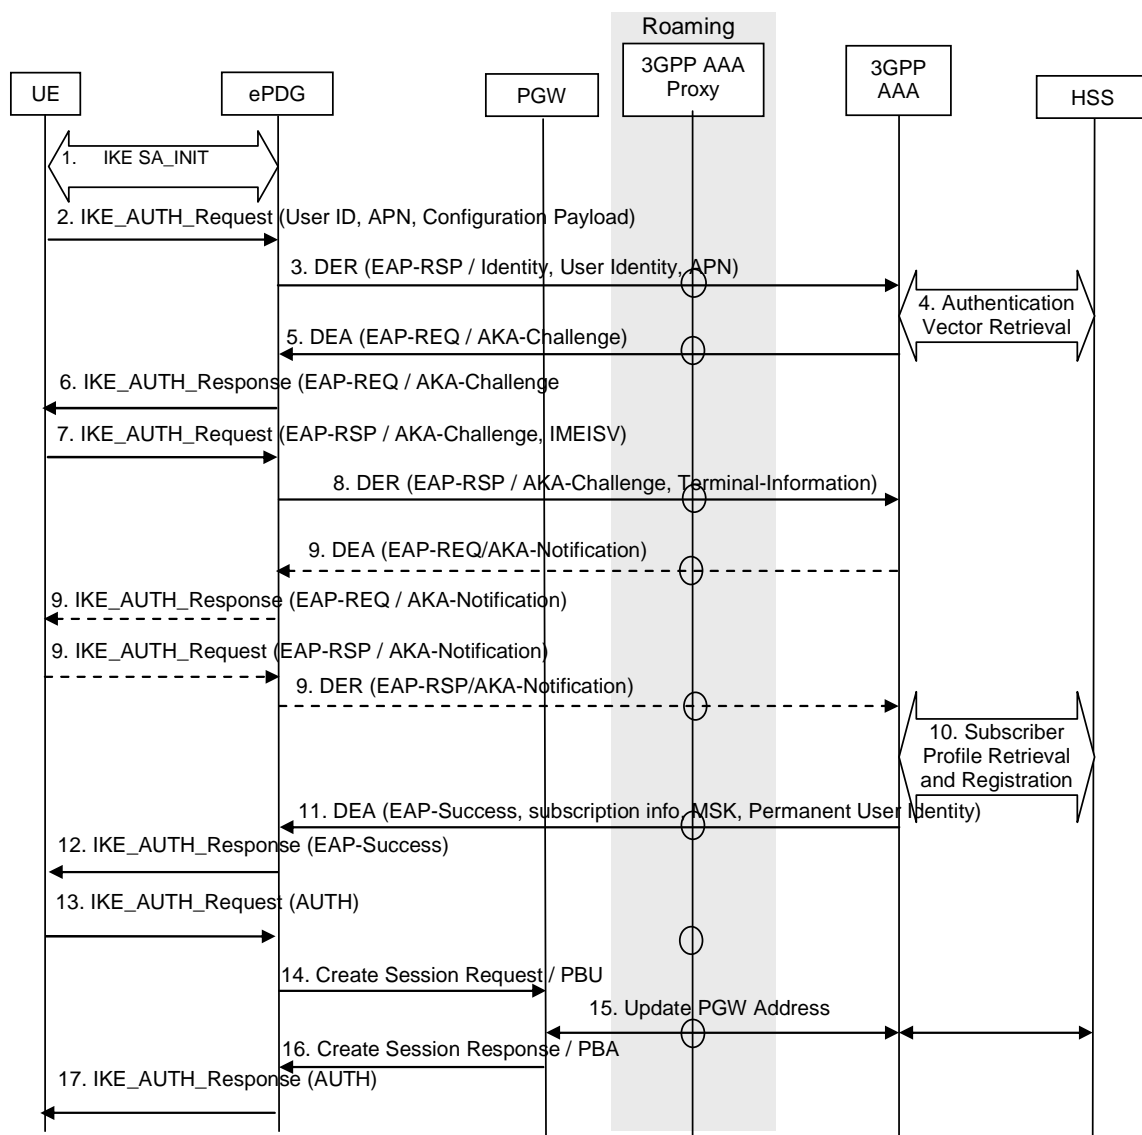 Roaming
UE
ePDG
PGW
3GPP AAA
Proxy
3GPP
AAA
HSS
1. IKE SA_INIT
2. IKE_AUTH_Request (User ID, APN, Configuration Payload)
3. DER (EAP-RSP / Identity, User Identity, APN)
4. Authentication
Vector Retrieval
5. DEA (EAP-REQ / AKA-Challenge)
6. IKE_AUTH_Response (EAP-REQ / AKA-Challenge
7. IKE_AUTH_Request (EAP-RSP / AKA-Challenge, IMEISV)
8. DER (EAP-RSP / AKA-Challenge, Terminal-Information)
9. DEA (EAP-REQ/AKA-Notification)
9. IKE_AUTH_Response (EAP-REQ / AKA-Notification)
9. IKE_AUTH_Request (EAP-RSP / AKA-Notification)
9. DER (EAP-RSP/AKA-Notification)
10. Subscriber
Profile Retrieval
and Registration
11. DEA (EAP-Success, subscription info, MSK, Permanent User Identity)
12. IKE_AUTH_Response (EAP-Success)
13. IKE_AUTH_Request (AUTH)
14. Create Session Request / PBU
15. Update PGW Address
16. Create Session Response / PBA
17. IKE_AUTH_Response (AUTH)